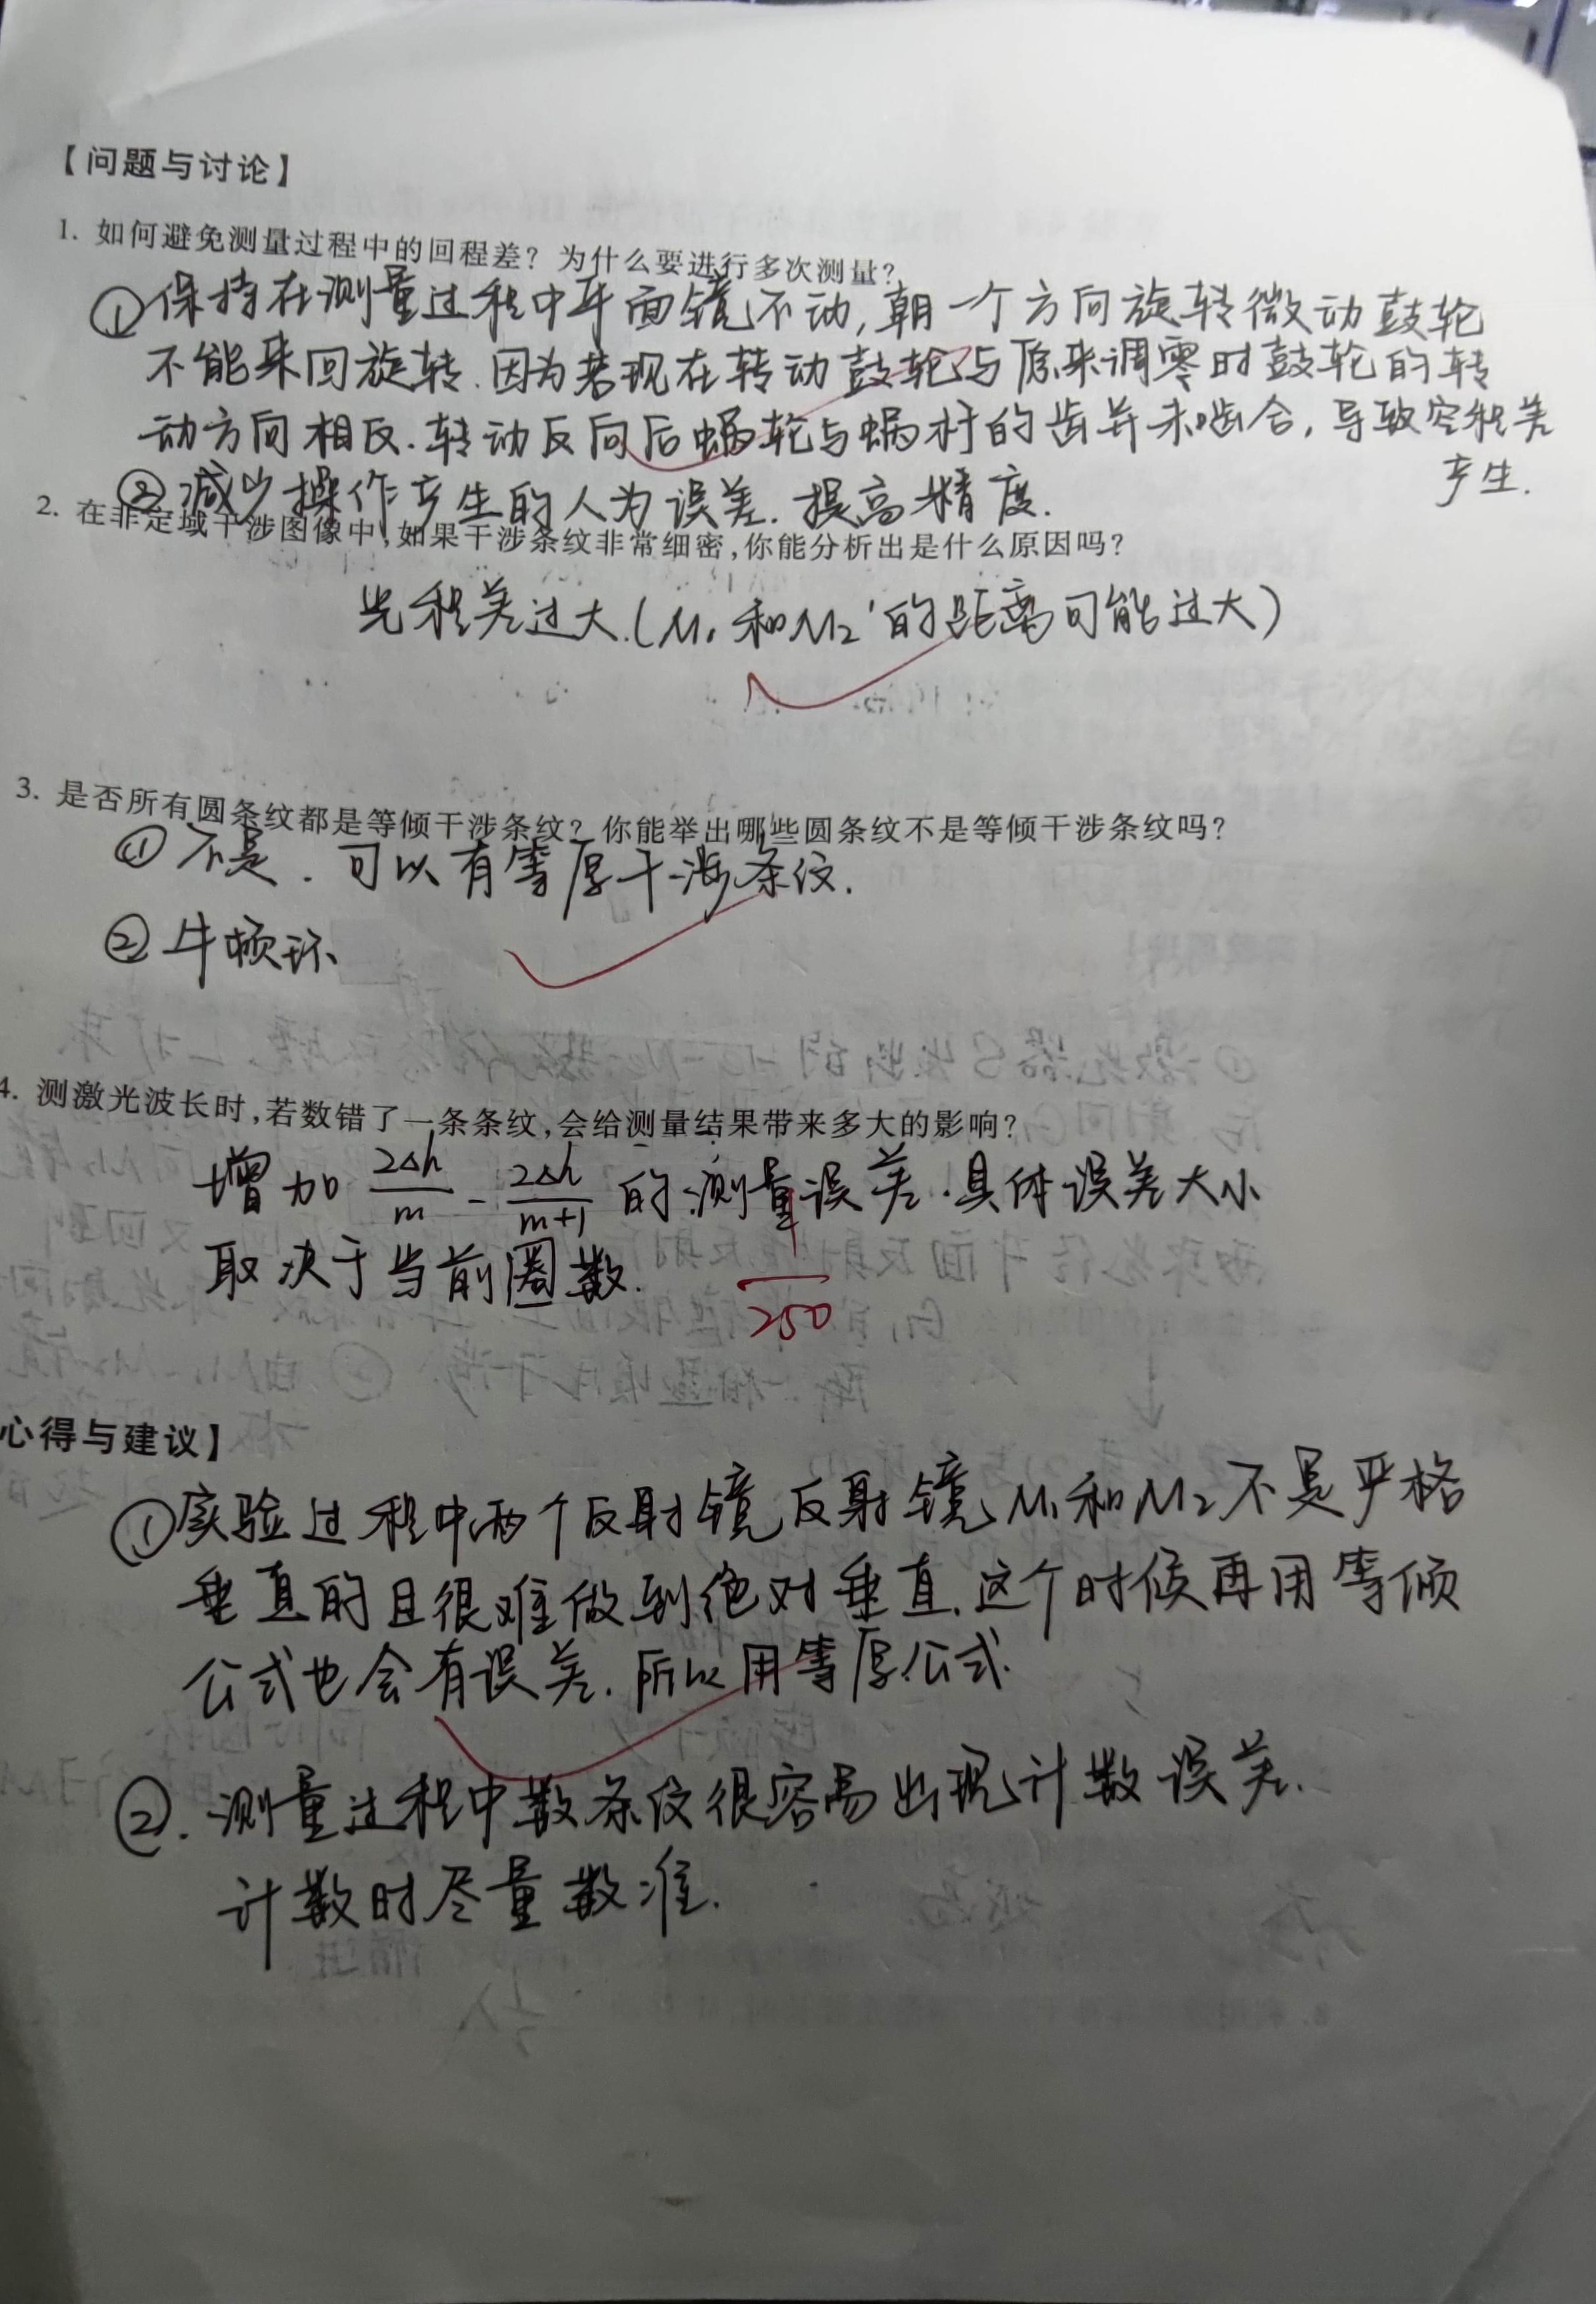 【问题与讨论】
1. 如何避免测量过程中的回程差？为什么要进行多次测量？
①保持在测量过程中平面镜不动,朝一个方向旋转微动鼓轮
不能来回旋转.因为若现在转动鼓轮与原来调零时鼓轮的转
动方向相反.转动反向后蜗轮与蜗杆的齿并未啮合,导致空程差
产生.
②减少操作产生的人为误差.提高精度.
2. 在非定域干涉图像中,如果干涉条纹非常细密,你能分析出是什么原因吗？
光程差过大.(M₁和M₂'的距离可能过大)
3. 是否所有圆条纹都是等倾干涉条纹？你能举出哪些圆条纹不是等倾干涉条纹吗？
①不是.可以有等厚干涉条纹.
②牛顿环
4. 测激光波长时,若数错了一条条纹,会给测量结果带来多大的影响？
增加 2Δh/m - 2Δh/m+1 的测量误差.具体误差大小
取决于当前圈数.
1/250
心得与建议】
①实验过程中两个反射镜反射镜M₁和M₂不是严格
垂直的且很难做到绝对垂直.这个时候再用等倾
公式也会有误差.所以用等厚公式.
②.测量过程中数条纹很容易出现计数误差.
计数时尽量数准.